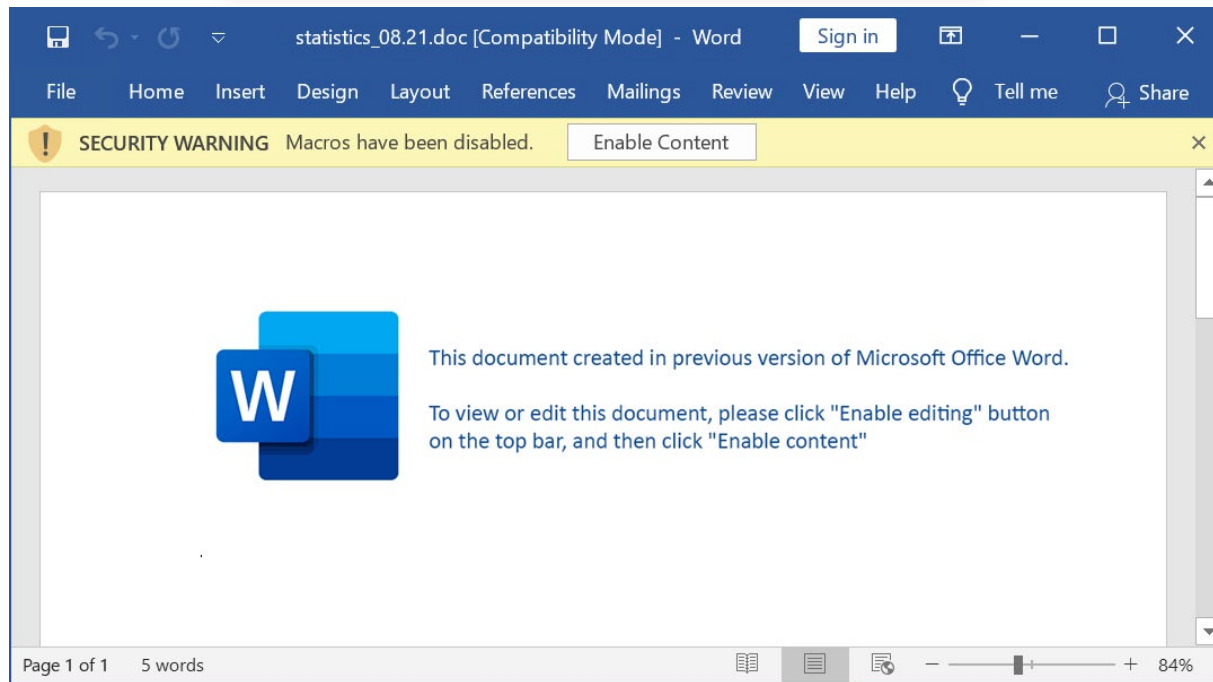 statistics_08.21.doc [Compatibility Mode] - Word Sign in
File Home Insert Design Layout References Mailings Review View Help Tell me Share
! SECURITY WARNING Macros have been disabled. Enable Content
W
This document created in previous version of Microsoft Office Word.
To view or edit this document, please click "Enable editing" button
on the top bar, and then click "Enable content"
.
Page 1 of 1 5 words 84%